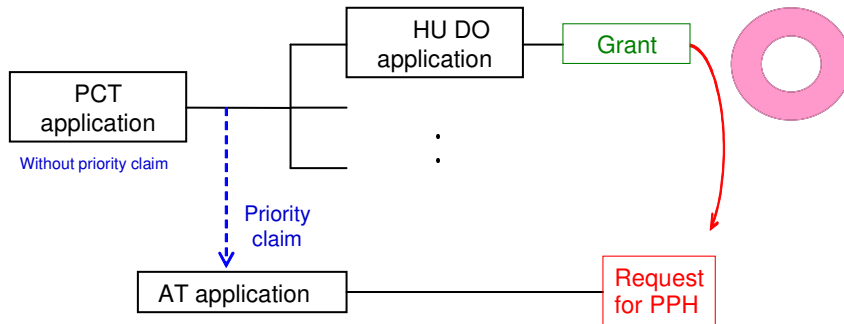 HU DO
application
Grant
PCT
application
Without priority claim
:
Priority
claim
AT application
Request
for PPH